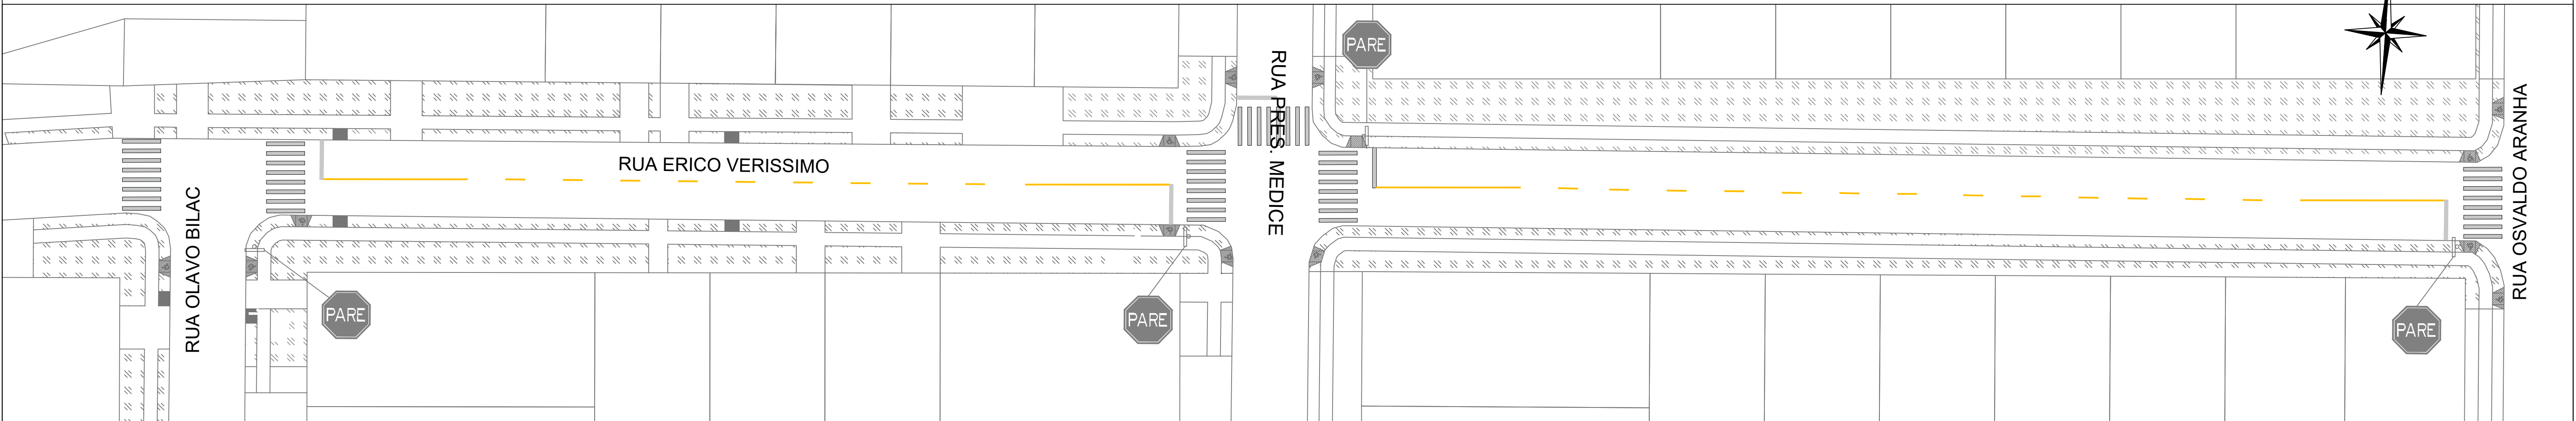 PARE
RUA ERICO VERISSIMO
RUA PRES. MEDICE
RUA OLAVO BILAC
RUA OSVALDO ARANHA
PARE
PARE
PARE